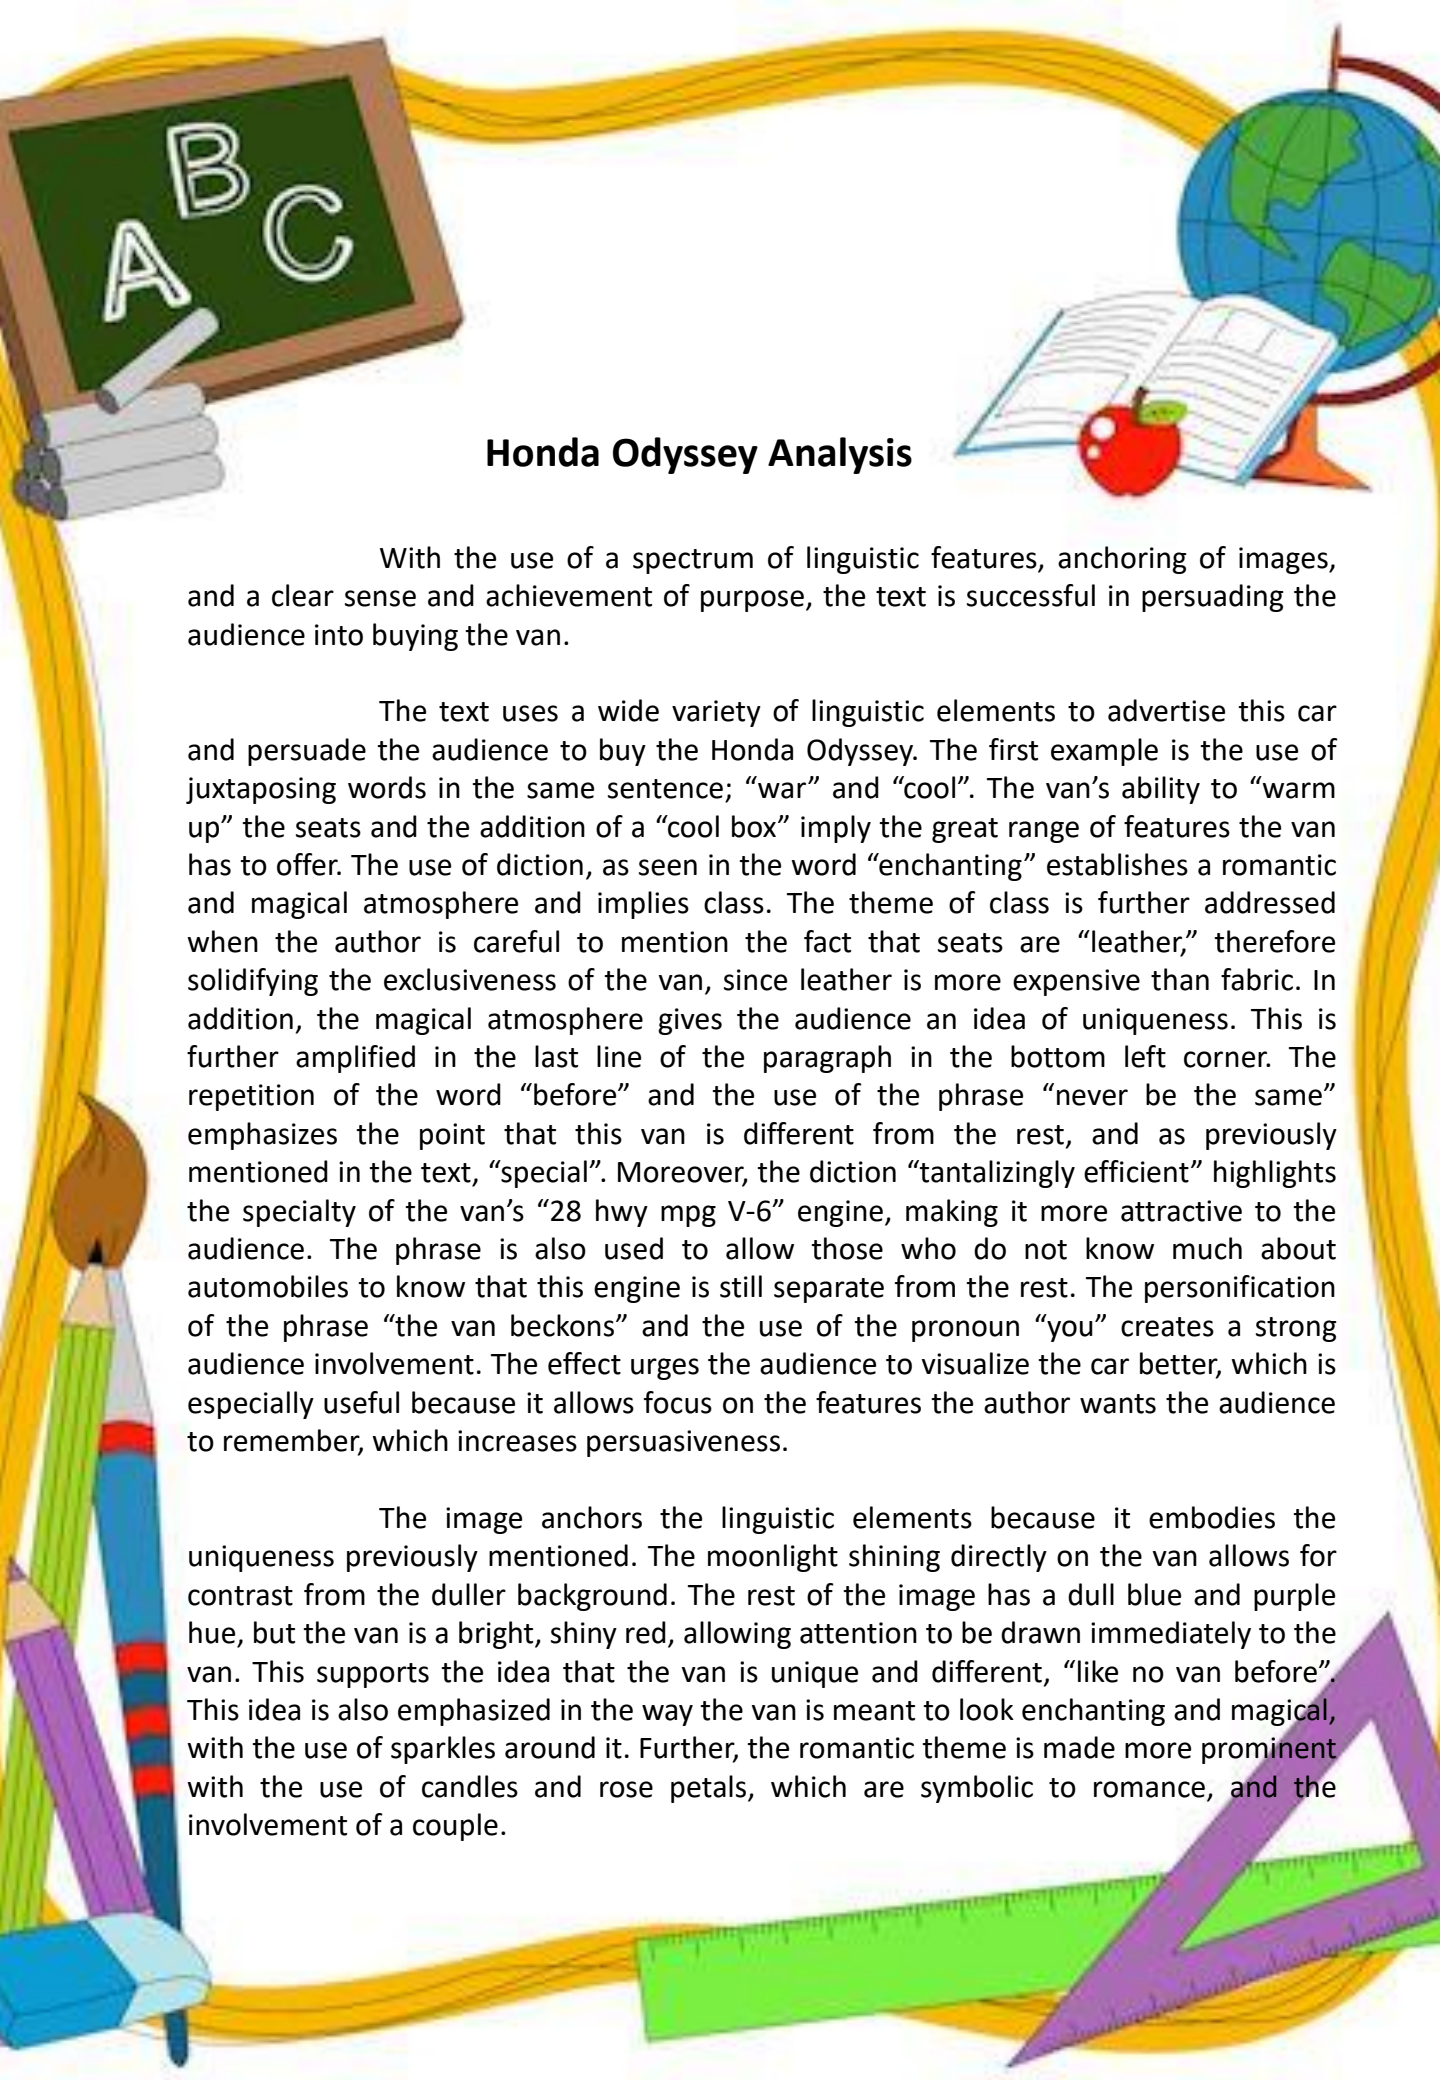 B
A C
Honda Odyssey Analysis
With the use of a spectrum of linguistic features, anchoring of images,
and a clear sense and achievement of purpose, the text is successful in persuading the
audience into buying the van.
The text uses a wide variety of linguistic elements to advertise this car
and persuade the audience to buy the Honda Odyssey. The first example is the use of
juxtaposing words in the same sentence; “war” and “cool”. The van’s ability to “warm
up” the seats and the addition of a “cool box” imply the great range of features the van
has to offer. The use of diction, as seen in the word “enchanting” establishes a romantic
and magical atmosphere and implies class. The theme of class is further addressed
when the author is careful to mention the fact that seats are “leather,” therefore
solidifying the exclusiveness of the van, since leather is more expensive than fabric. In
addition, the magical atmosphere gives the audience an idea of uniqueness. This is
further amplified in the last line of the paragraph in the bottom left corner. The
repetition of the word “before” and the use of the phrase “never be the same”
emphasizes the point that this van is different from the rest, and as previously
mentioned in the text, “special”. Moreover, the diction “tantalizingly efficient” highlights
the specialty of the van’s “28 hwy mpg V-6” engine, making it more attractive to the
audience. The phrase is also used to allow those who do not know much about
automobiles to know that this engine is still separate from the rest. The personification
of the phrase “the van beckons” and the use of the pronoun “you” creates a strong
audience involvement. The effect urges the audience to visualize the car better, which is
especially useful because it allows focus on the features the author wants the audience
to remember, which increases persuasiveness.
The image anchors the linguistic elements because it embodies the
uniqueness previously mentioned. The moonlight shining directly on the van allows for
contrast from the duller background. The rest of the image has a dull blue and purple
hue, but the van is a bright, shiny red, allowing attention to be drawn immediately to the
van. This supports the idea that the van is unique and different, “like no van before”.
This idea is also emphasized in the way the van is meant to look enchanting and magical,
with the use of sparkles around it. Further, the romantic theme is made more prominent
with the use of candles and rose petals, which are symbolic to romance, and the
involvement of a couple.